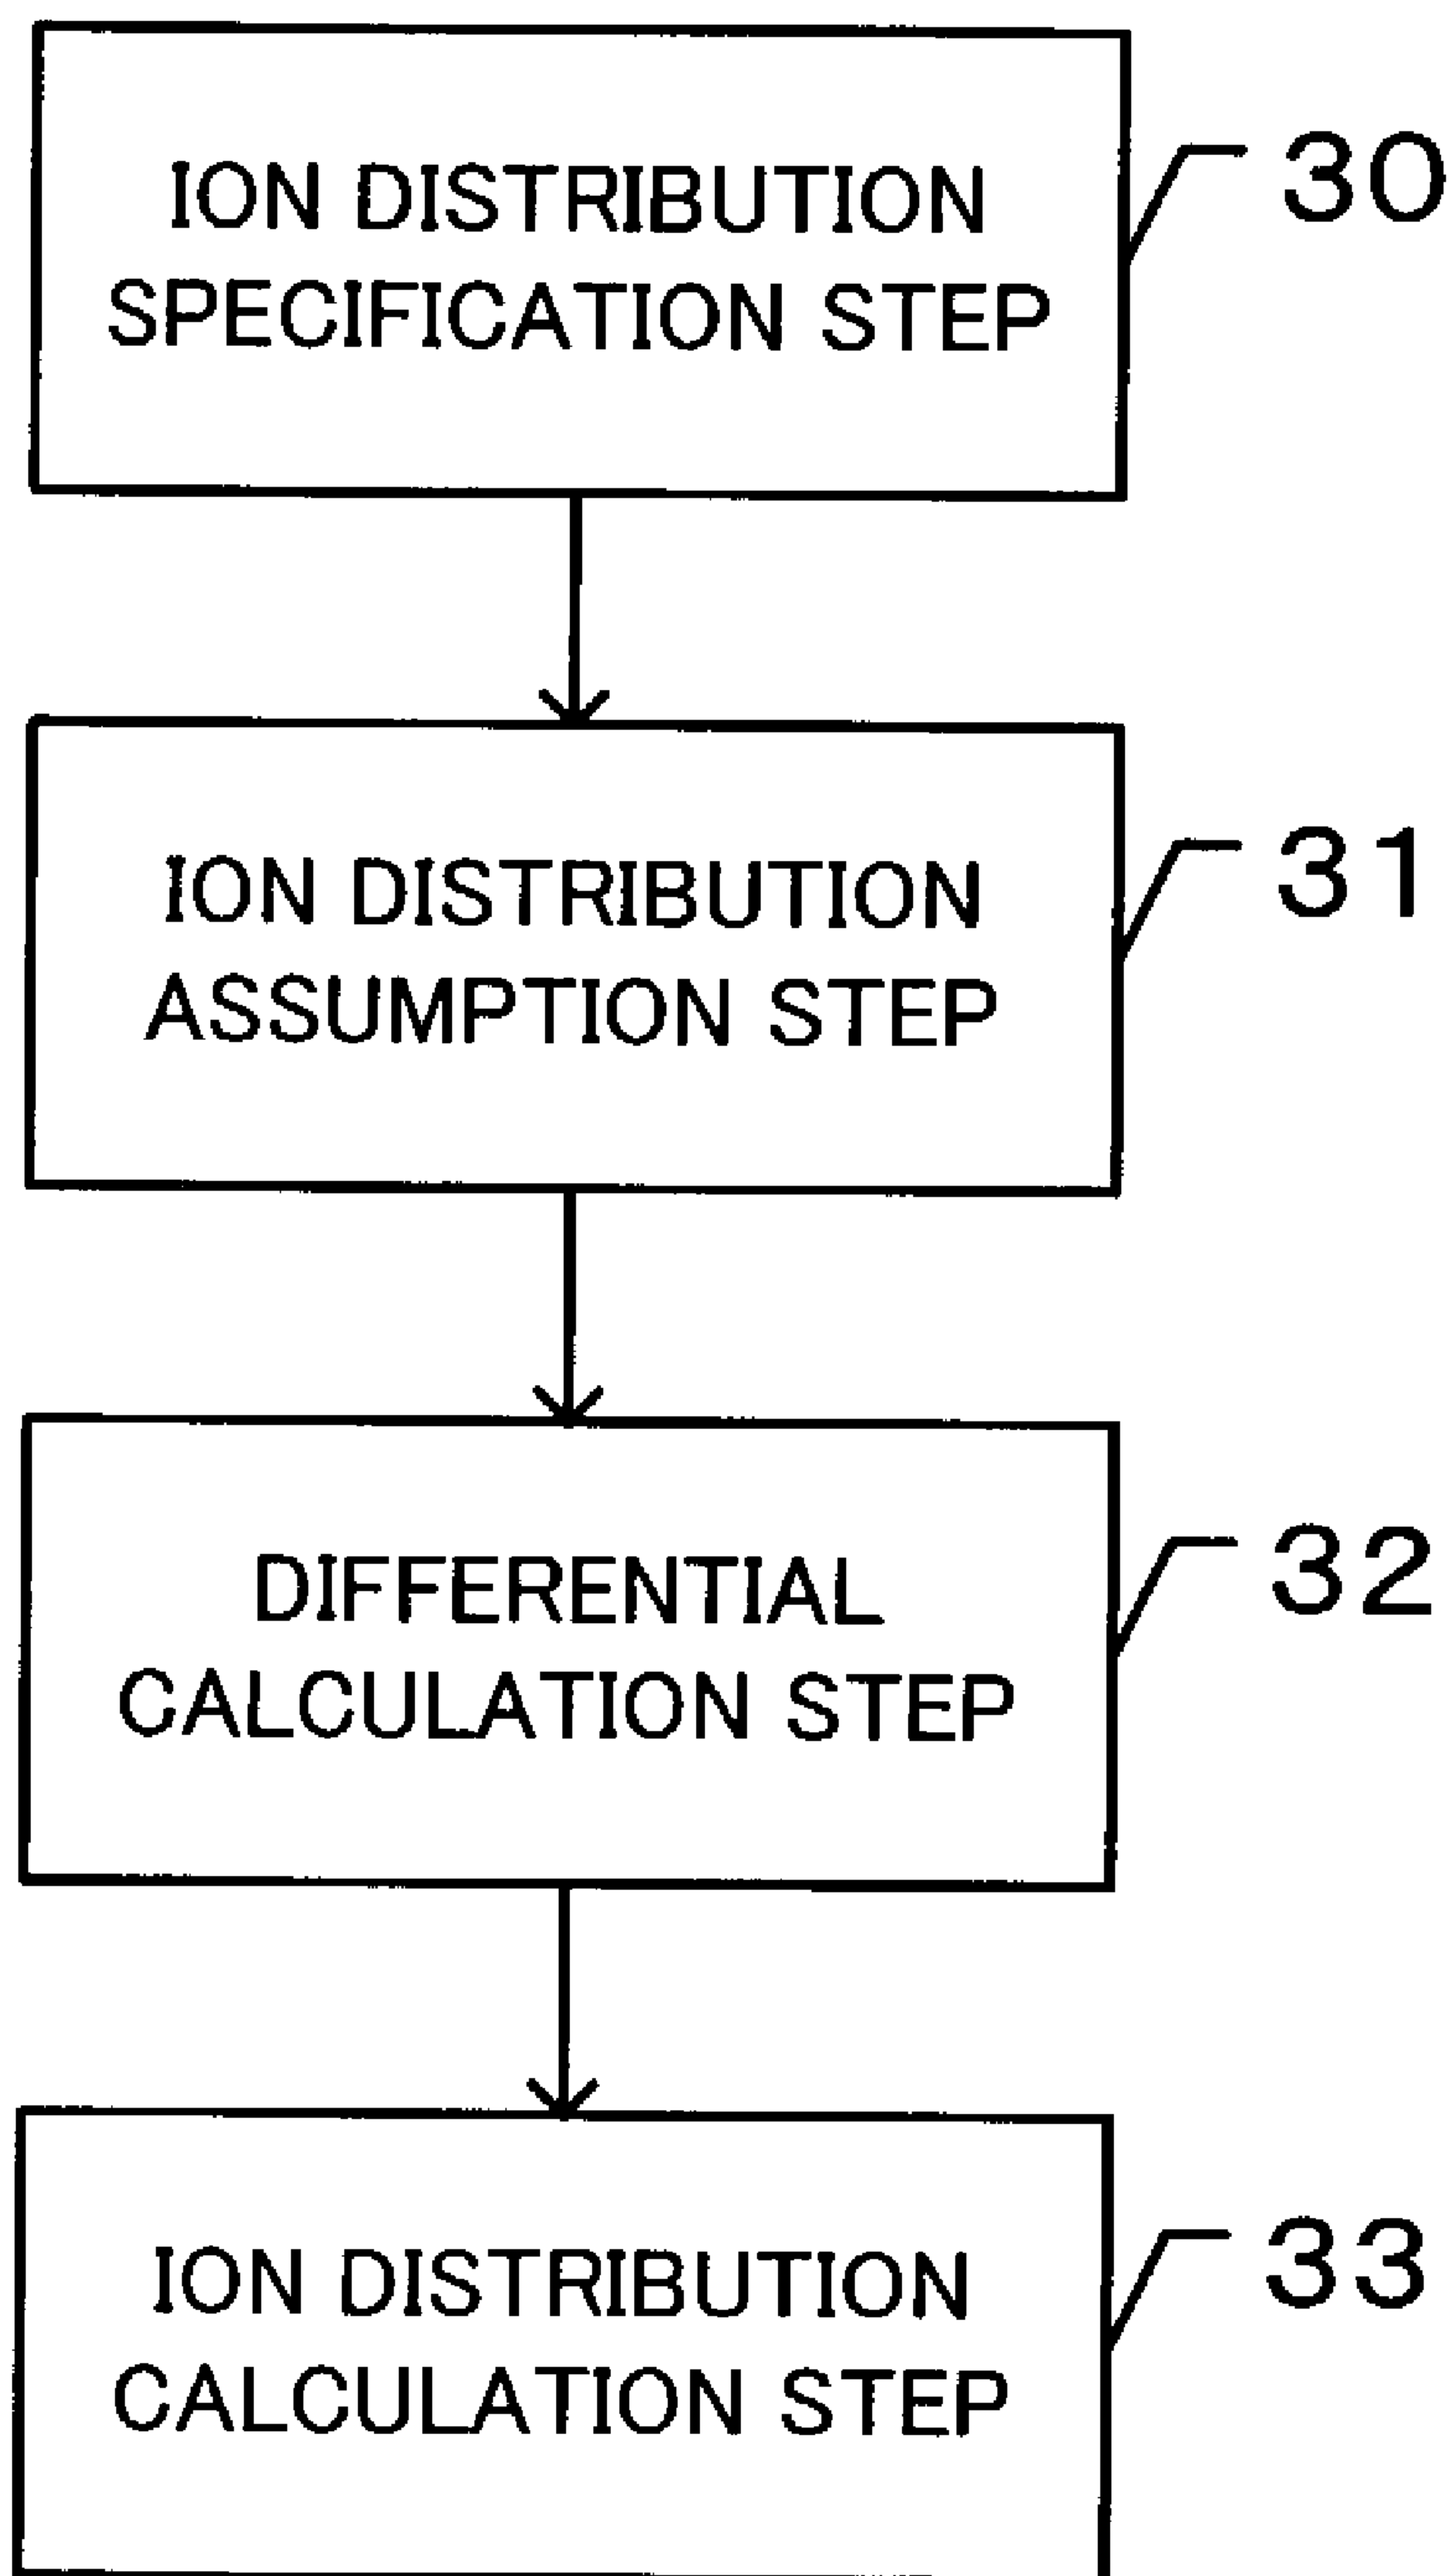 ION DISTRIBUTION
SPECIFICATION STEP
30
ION DISTRIBUTION
ASSUMPTION STEP
31
DIFFERENTIAL
CALCULATION STEP
32
ION DISTRIBUTION
CALCULATION STEP
33